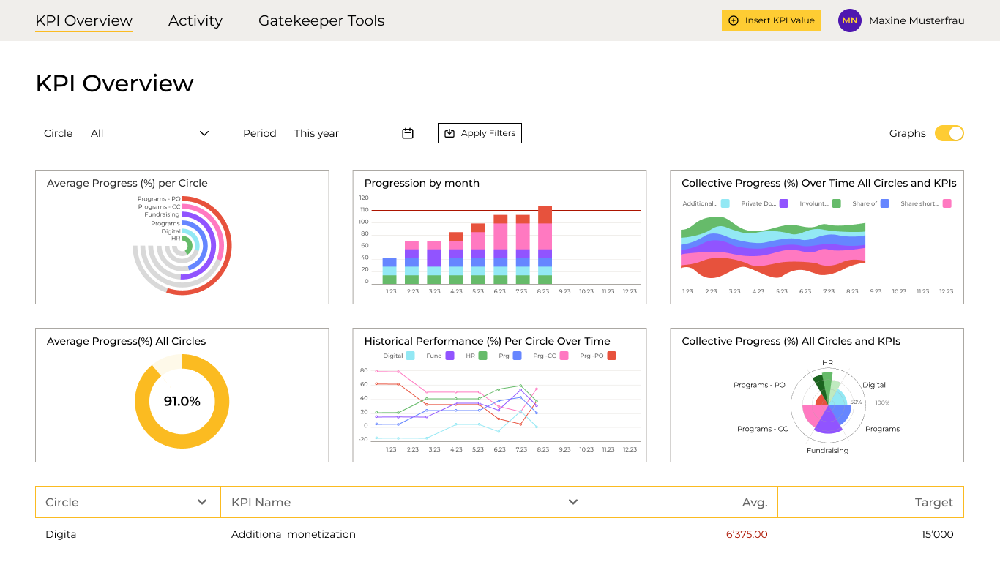 KPI Overview Activity Gatekeeper Tools Insert KPI Value MN Maxine Musterfrau
KPI Overview
Circle All Period This year Apply Filters Graphs
Average Progress (%) per Circle
Programs - PO
Programs - CC
Fundraising
Programs
Digital
HR
Progression by month
120
110
100
80
60
40
20
0
1.23 2.23 3.23 4.23 5.23 6.23 7.23 8.23 9.23 10.23 11.23 12.23
Collective Progress (%) Over Time All Circles and KPIs
Additional... Private Do... Involunt... Share of Share short...
1.23 2.23 3.23 4.23 5.23 6.23 7.23 8.23 9.23 10.23 11.23 12.23
Average Progress(%) All Circles
91.0%
Historical Performance (%) Per Circle Over Time
Digital Fund HR Prg Prg -CC Prg -PO
80
60
40
20
0
-20
1.23 2.23 3.23 4.23 5.23 6.23 7.23 8.23 9.23 10.23 11.23 12.23
Collective Progress (%) All Circles and KPIs
HR
Programs - PO Digital
50% 100%
Programs - CC Programs
Fundraising
Circle KPI Name Avg. Target
Digital Additional monetization 6’375.00 15’000